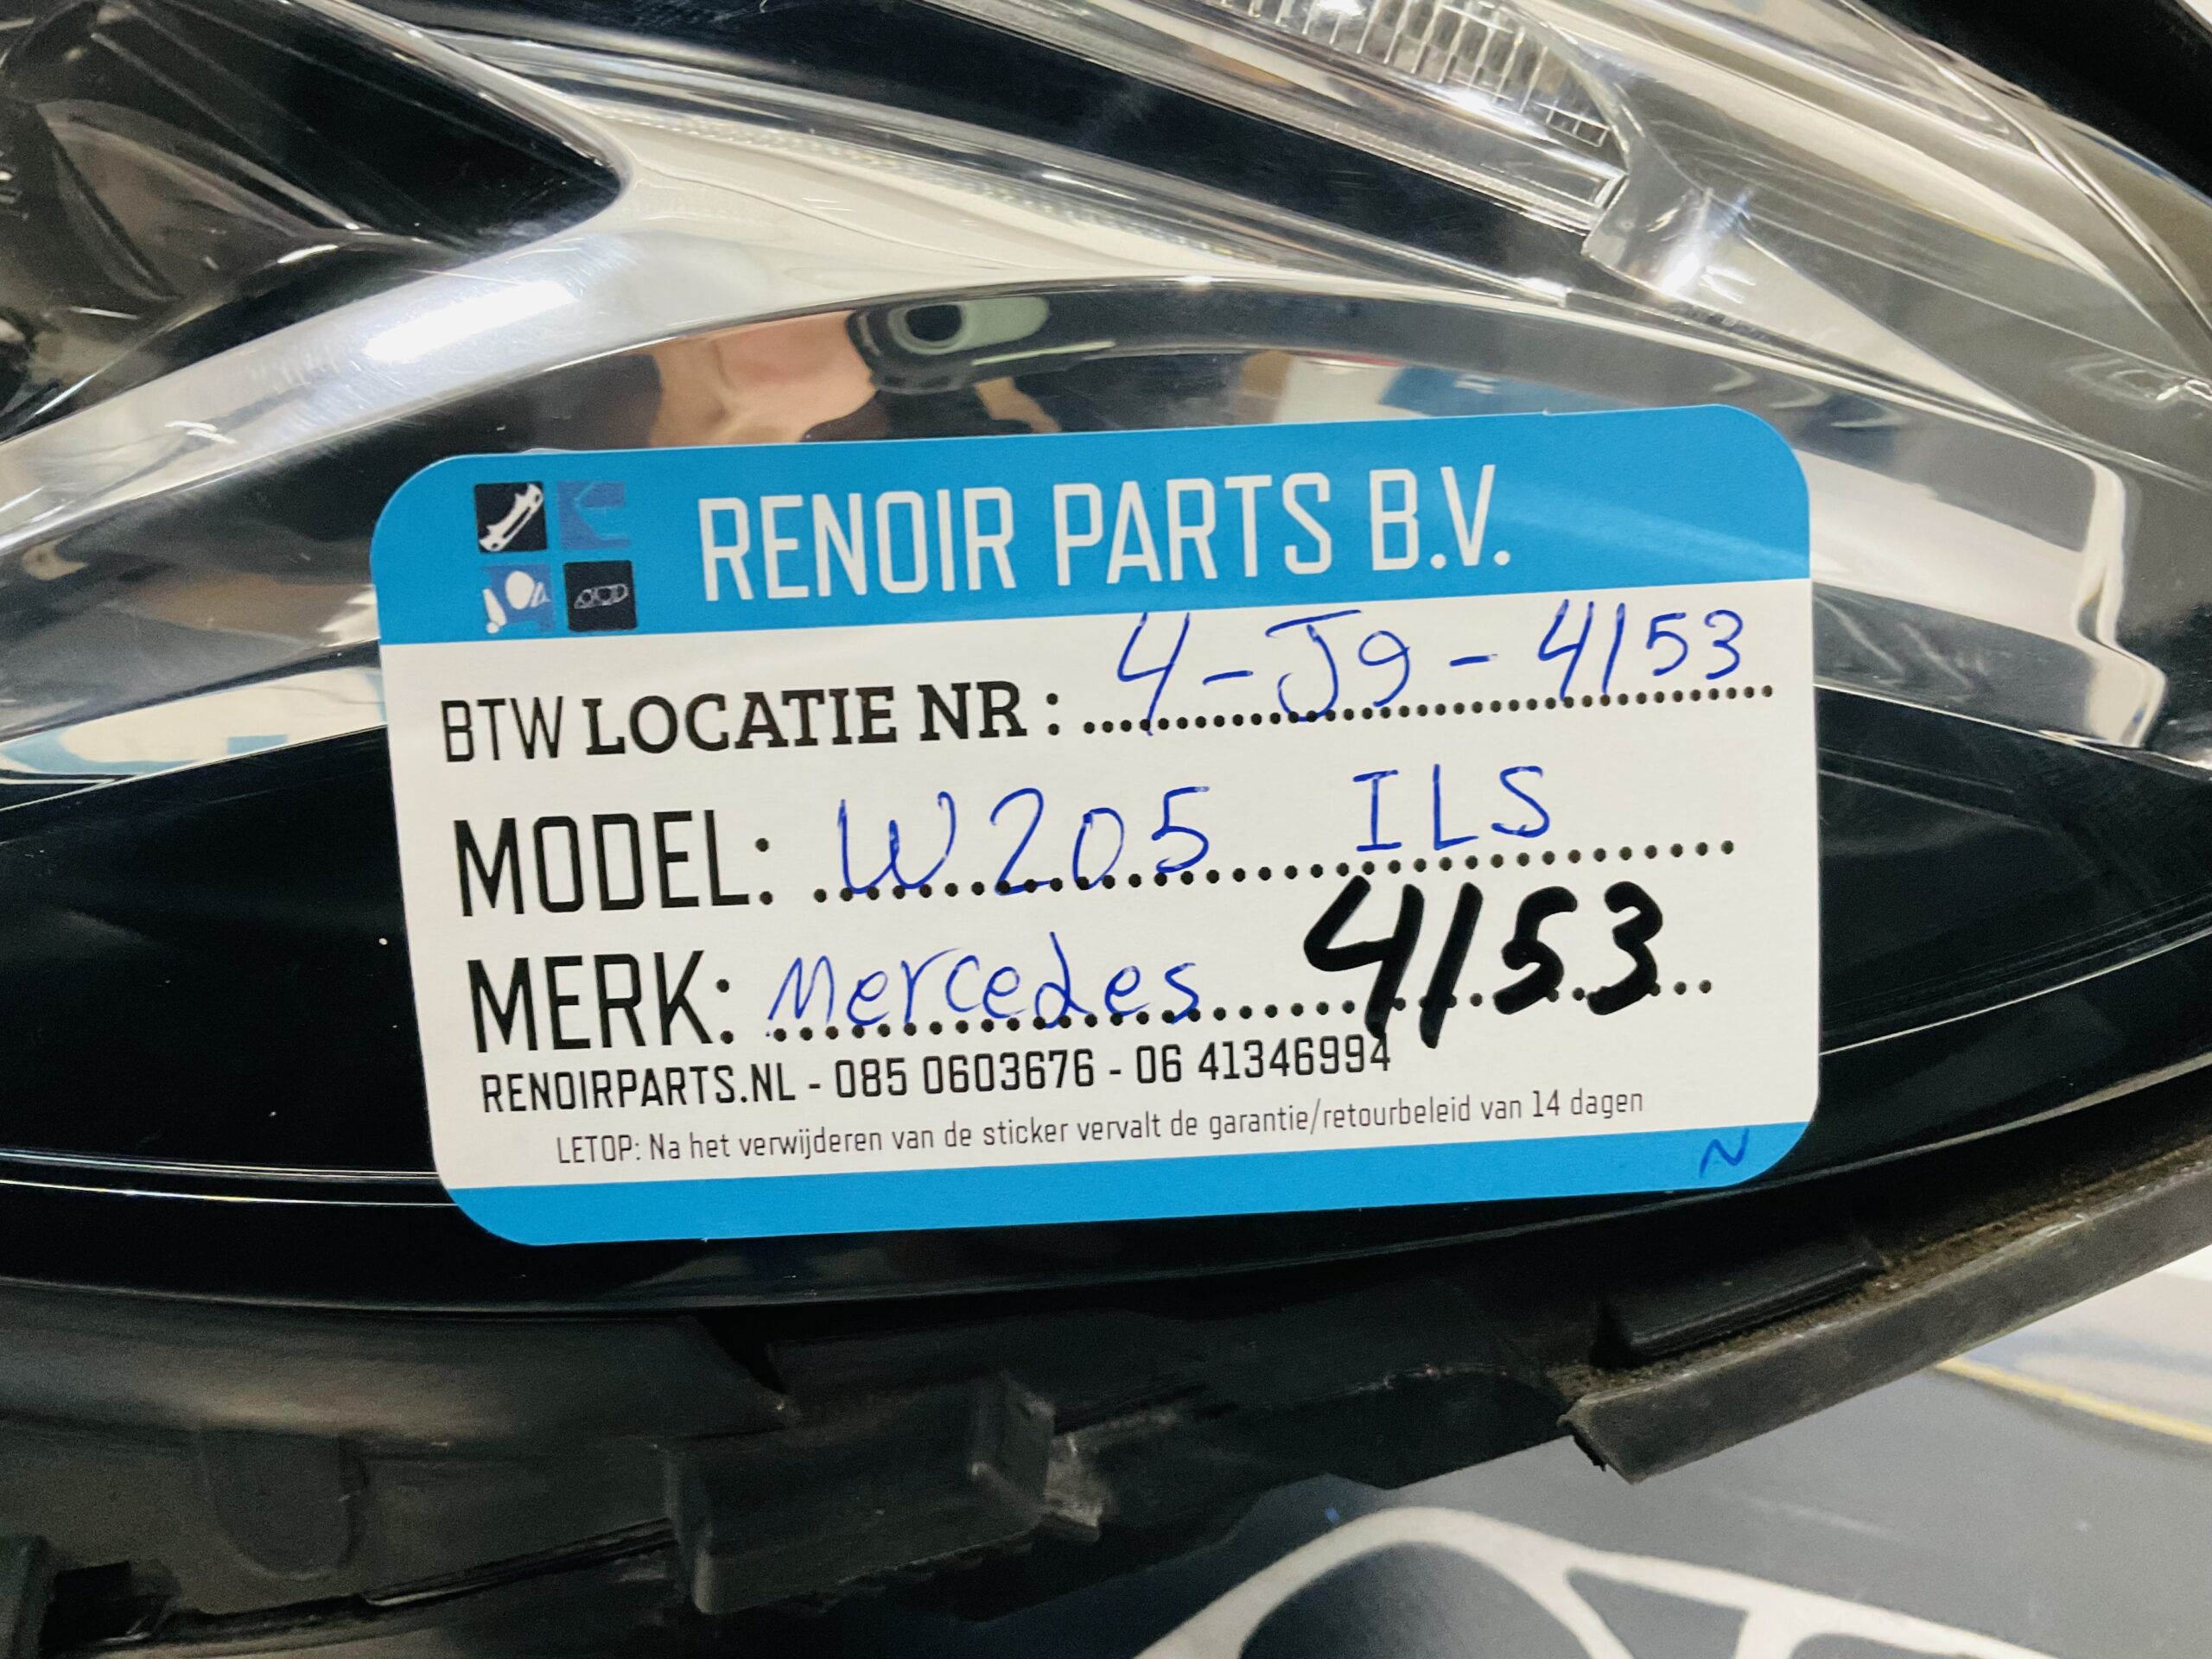 RENOIR PARTS B.V.
BTW LOCATIE NR : 4-J9-4153
MODEL: W205 ILS
MERK: Mercedes 4153
RENOIRPARTS.NL - 085 0603676 - 06 41346994
LETOP: Na het verwijderen van de sticker vervalt de garantie/retourbeleid van 14 dagen
N